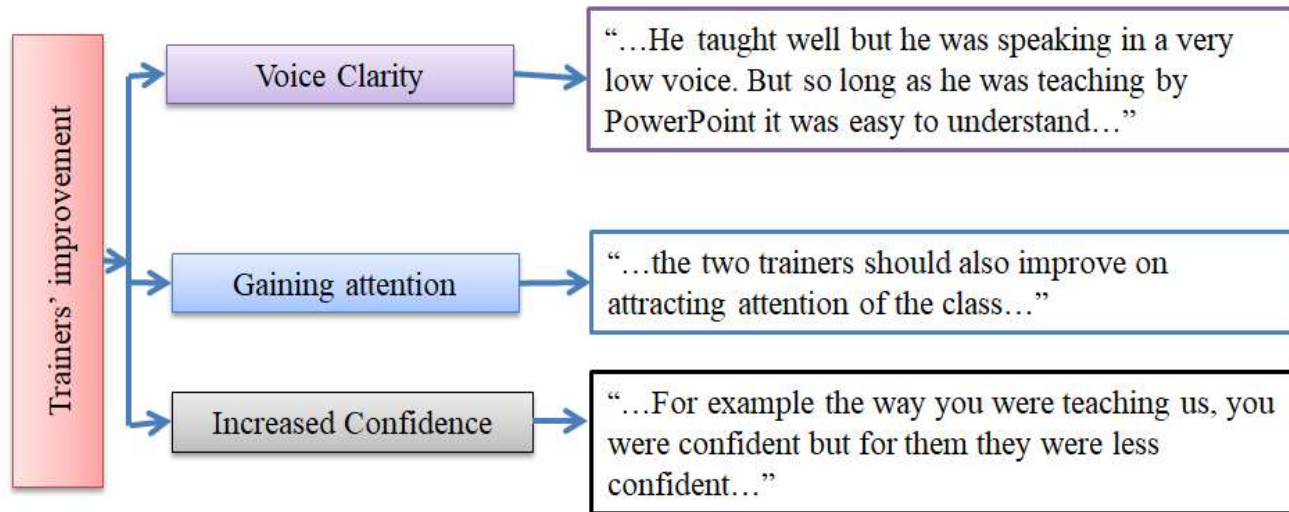 Trainers’ improvement
Voice Clarity
“…He taught well but he was speaking in a very
low voice. But so long as he was teaching by
PowerPoint it was easy to understand…”
Gaining attention
“…the two trainers should also improve on
attracting attention of the class…”
Increased Confidence
“…For example the way you were teaching us, you
were confident but for them they were less
confident…”